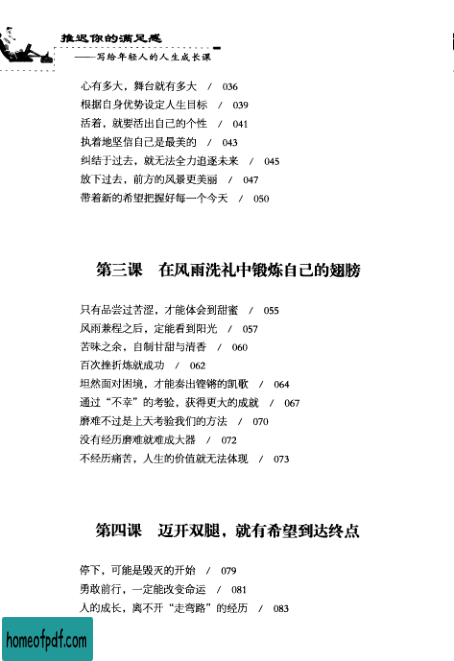 推迟你的满足感
——写给年轻人的人生成长课
心有多大，舞台就有多大 / 036
根据自身优势设定人生目标 / 039
活着，就要活出自己的个性 / 041
执着地坚信自己是最美的 / 043
纠结于过去，就无法全力追逐未来 / 045
放下过去，前方的风景更美丽 / 047
带着新的希望把握好每一个今天 / 050
第三课 在风雨洗礼中锻炼自己的翅膀
只有品尝过苦涩，才能体会到甜蜜 / 055
风雨兼程之后，定能看到阳光 / 057
苦味之余，自制甘甜与清香 / 060
百次挫折炼就成功 / 062
坦然面对困境，才能奏出铿锵的凯歌 / 064
通过“不幸”的考验，获得更大的成就 / 067
磨难不过是上天考验我们的方法 / 070
没有经历磨难就难成大器 / 072
不经历痛苦，人生的价值就无法体现 / 073
第四课 迈开双腿，就有希望到达终点
停下，可能是毁灭的开始 / 079
勇敢前行，一定能改变命运 / 081
人的成长，离不开“走弯路”的经历 / 083
homeofpdf.com